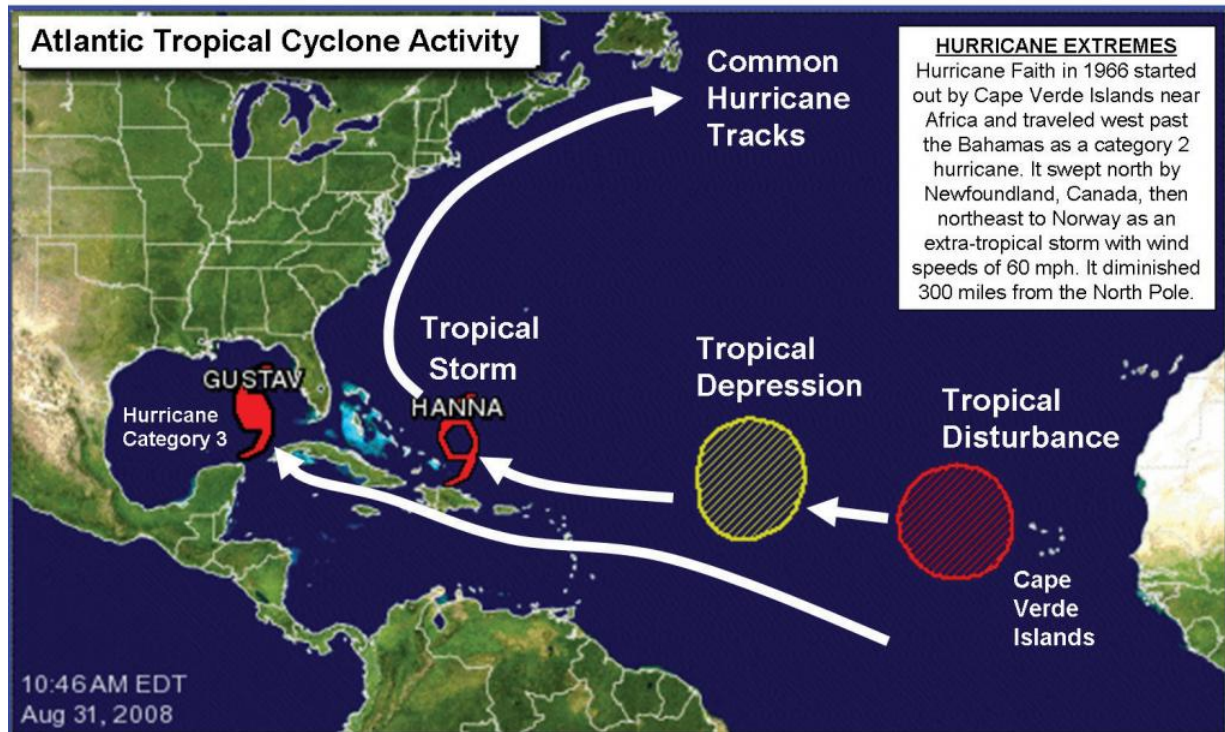 Atlantic Tropical Cyclone Activity
Common
Hurricane
Tracks
HURRICANE EXTREMES
Hurricane Faith in 1966 started
out by Cape Verde Islands near
Africa and traveled west past
the Bahamas as a category 2
hurricane. It swept north by
Newfoundland, Canada, then
northeast to Norway as an
extra-tropical storm with wind
speeds of 60 mph. It diminished
300 miles from the North Pole.
Tropical
Storm
HANNA
GUSTAV
Hurricane
Category 3
Tropical
Depression
Tropical
Disturbance
Cape
Verde
Islands
10:46 AM EDT
Aug 31, 2008